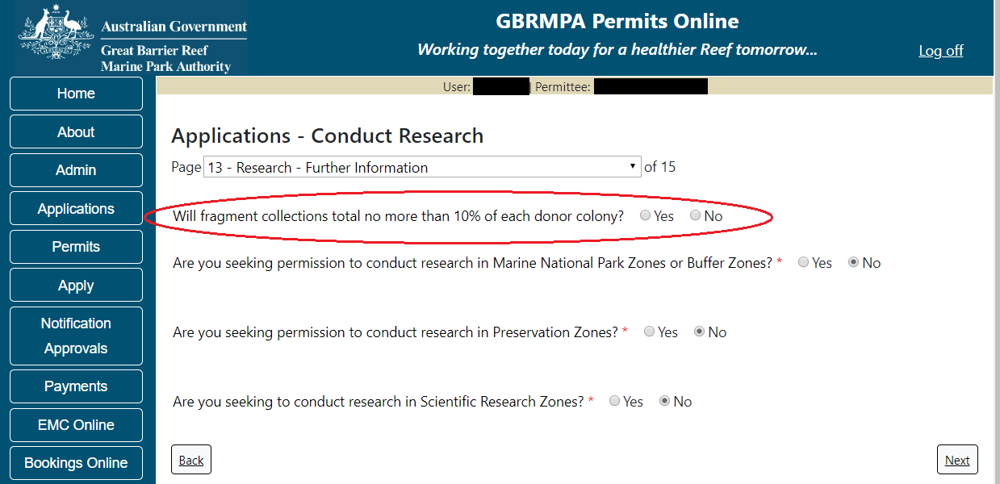 Australian Government
Great Barrier Reef
Marine Park Authority
GBRMPA Permits Online
Working together today for a healthier Reef tomorrow...
Log off
User: | Permittee:
Home
About
Admin
Applications
Permits
Apply
Notification
Approvals
Payments
EMC Online
Bookings Online
Applications - Conduct Research
Page 13 - Research - Further Information of 15
Will fragment collections total no more than 10% of each donor colony? Yes No
Are you seeking permission to conduct research in Marine National Park Zones or Buffer Zones? * Yes No
Are you seeking permission to conduct research in Preservation Zones? * Yes No
Are you seeking to conduct research in Scientific Research Zones? * Yes No
Back
Next